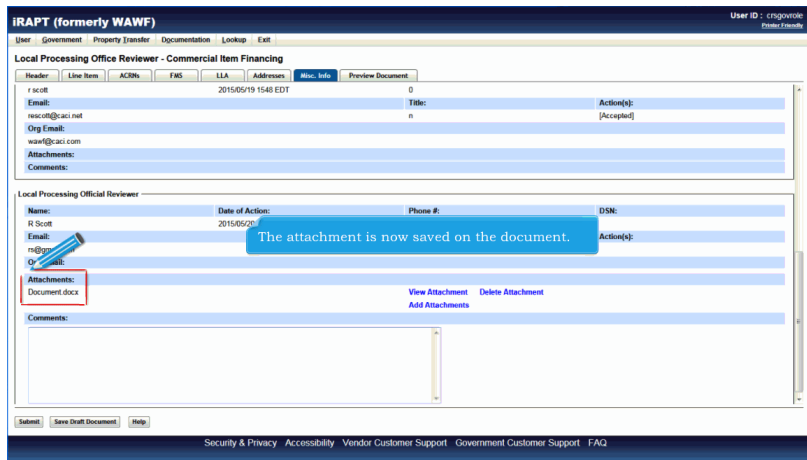 iRAPT (formerly WAWF)
User ID : crsgovrole
Printer Friendly
User Government Property Transfer Documentation Lookup Exit
Local Processing Office Reviewer - Commercial Item Financing
Header Line Item ACRNs FMS LLA Addresses Misc. Info Preview Document
r scott 2015/05/19 1548 EDT 0
Email: Title: Action(s):
rescott@caci.net n [Accepted]
Org Email:
wawf@caci.com
Attachments:
Comments:
Local Processing Official Reviewer
Name: Date of Action: Phone #: DSN:
R Scott 2015/05/20
The attachment is now saved on the document.
Email: Action(s):
Attachments:
Document.docx View Attachment Delete Attachment
Add Attachments
Comments:
Submit Save Draft Document Help
Security & Privacy Accessibility Vendor Customer Support Government Customer Support FAQ